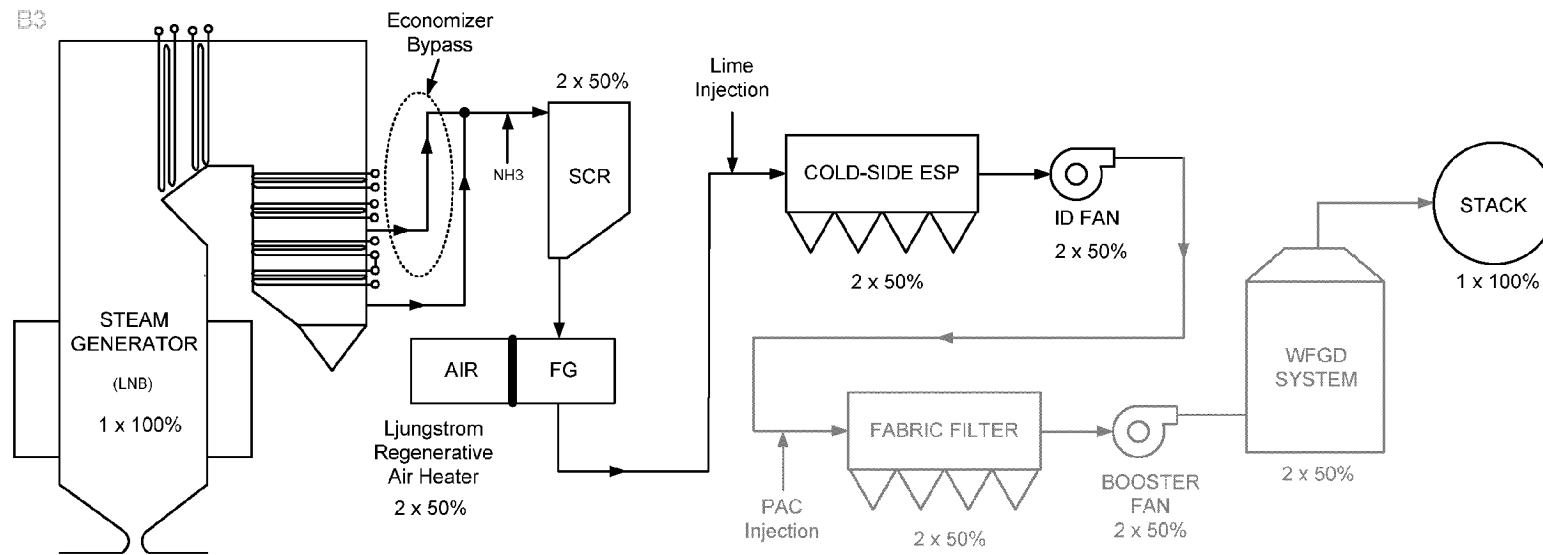 B3
Economizer
Bypass
2 x 50%
Lime
Injection
NH3
SCR
COLD-SIDE ESP
ID FAN
2 x 50%
2 x 50%
STACK
1 x 100%
STEAM
GENERATOR
(LNB)
1 x 100%
AIR
FG
Ljungstrom
Regenerative
Air Heater
2 x 50%
WFGD
SYSTEM
2 x 50%
FABRIC FILTER
2 x 50%
PAC
Injection
BOOSTER
FAN
2 x 50%